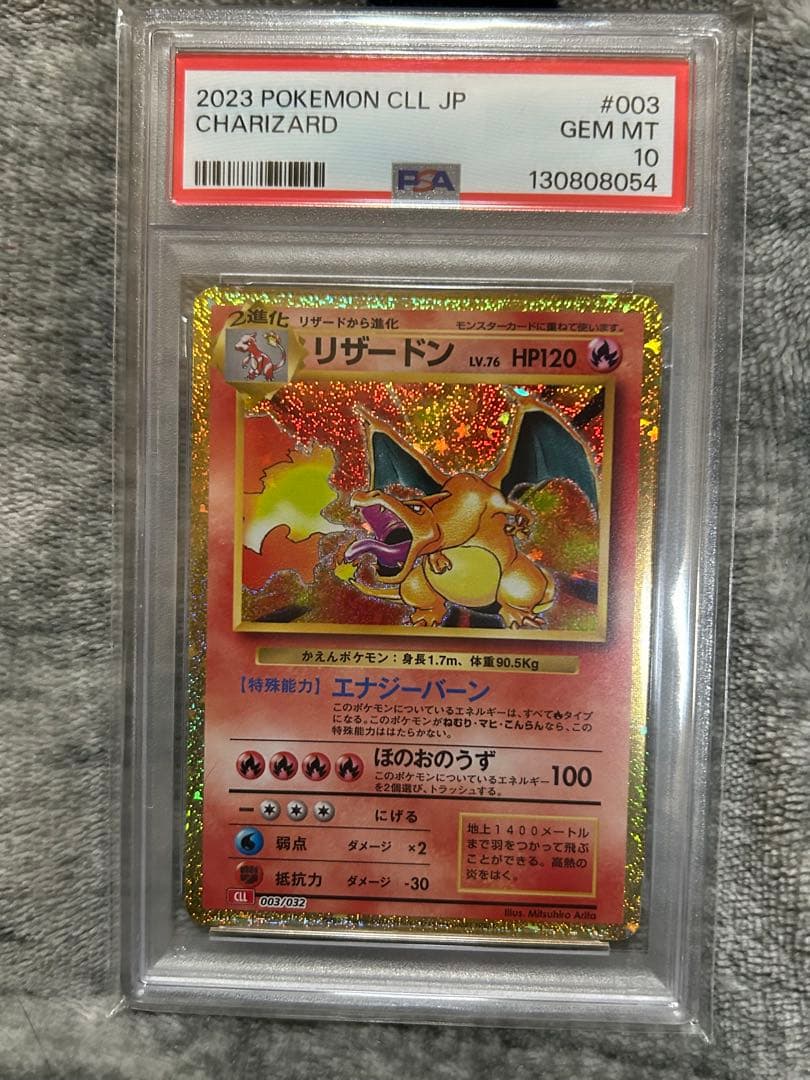 2023 POKEMON CLL JP #003
CHARIZARD GEM MT
10
PSA 130808054
2進化 リザードから進化 モンスターカードに重ねて使います。
リザードン LV.76 HP120
かえんポケモン：身長1.7m、体重90.5Kg
【特殊能力】エナジーバーン
このポケモンについているエネルギーは、すべてタイプ
になる。このポケモンがねむり・マヒ・こんらんなら、この
特殊能力ははたらかない。
ほのおのうず 100
このポケモンについているエネルギー
を2個選び、トラッシュする。
にげる
弱点 ダメージ ×2
抵抗力 ダメージ -30
地上1400メートル
まで羽をつかって飛ぶ
ことができる。高熱の
炎をはく。
CLL 003/032
Illus. Mitsuhiro Arita